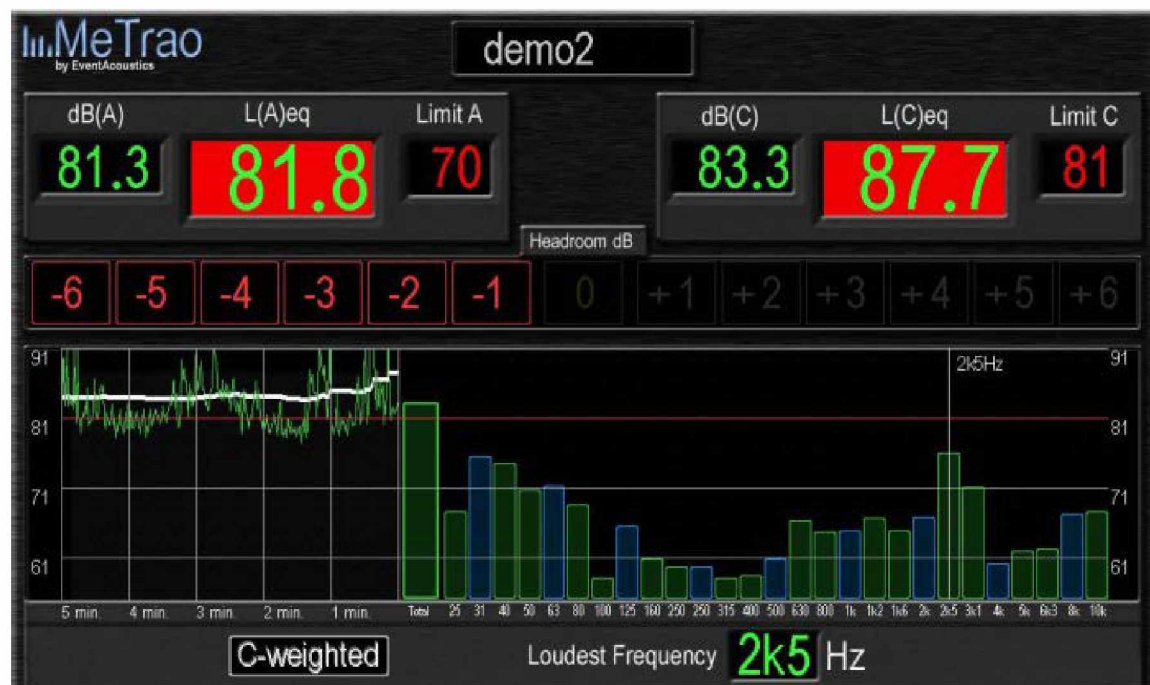 MeTrao
by EventAcoustics
demo2
dB(A) L(A)eq Limit A
81.3 81.8 70
dB(C) L(C)eq Limit C
83.3 87.7 81
Headroom dB
-6 -5 -4 -3 -2 -1 0 +1 +2 +3 +4 +5 +6
91 2k5Hz 91
81 81
71 71
61 61
5 min. 4 min. 3 min. 2 min. 1 min. Total 25 31 40 50 63 80 100 125 160 250 250 315 400 500 630 800 1k 1k2 1k6 2k 2k5 3k1 4k 5k 6k3 8k 10k
C-weighted Loudest Frequency 2k5 Hz